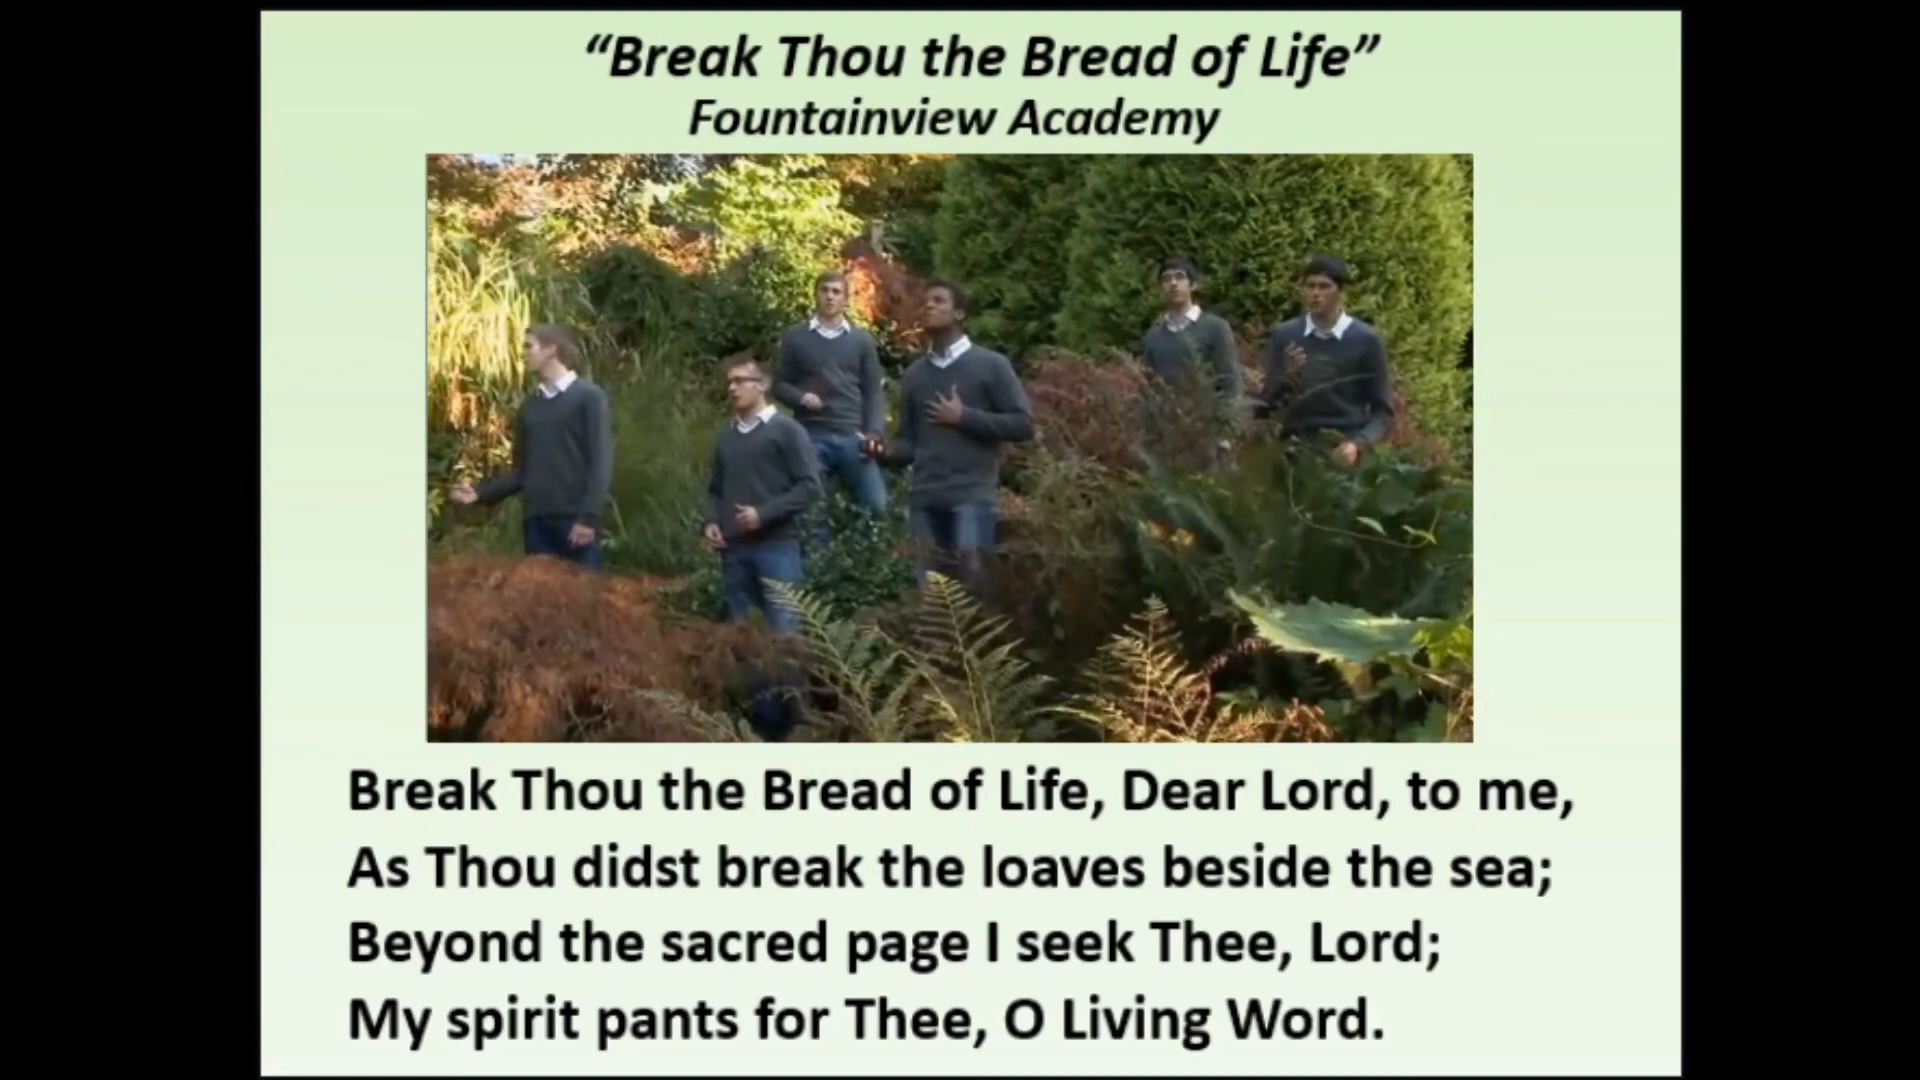 “Break Thou the Bread of Life”
Fountainview Academy
Break Thou the Bread of Life, Dear Lord, to me,
As Thou didst break the loaves beside the sea;
Beyond the sacred page I seek Thee, Lord;
My spirit pants for Thee, O Living Word.